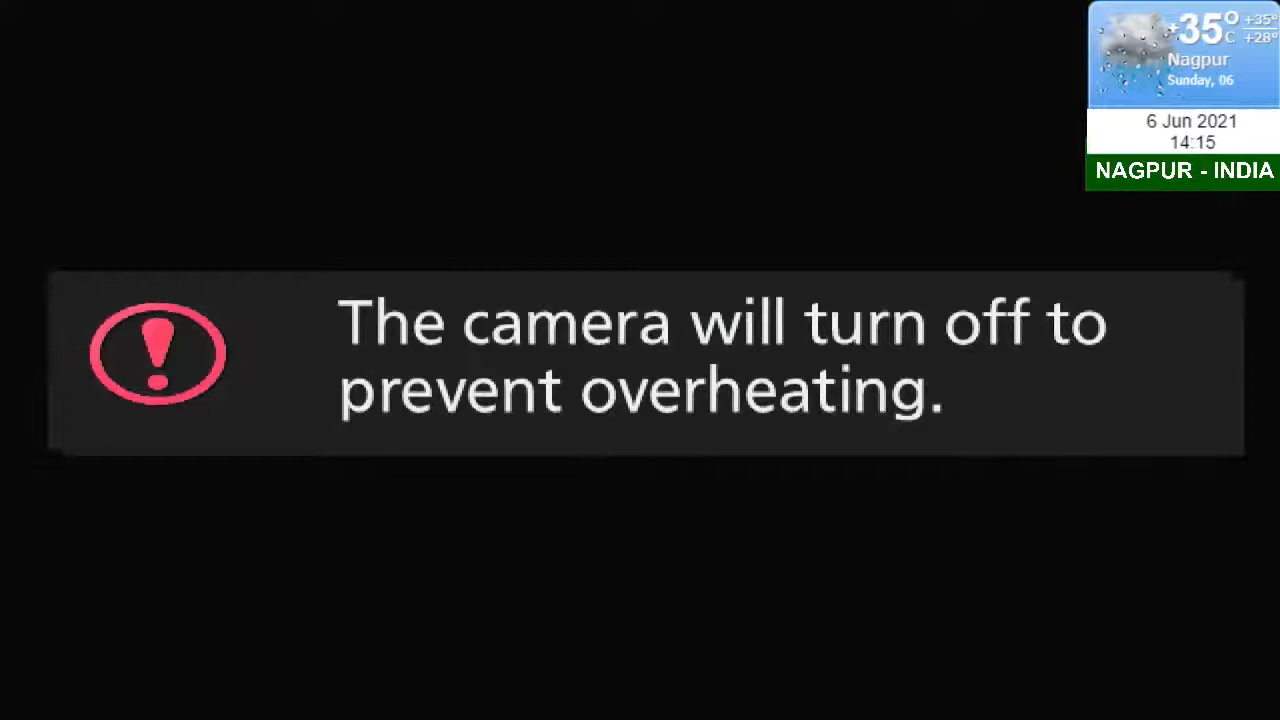 +35°C
+35°
+28°
Nagpur
Sunday, 06
6 Jun 2021
14:15
NAGPUR - INDIA
The camera will turn off to
prevent overheating.